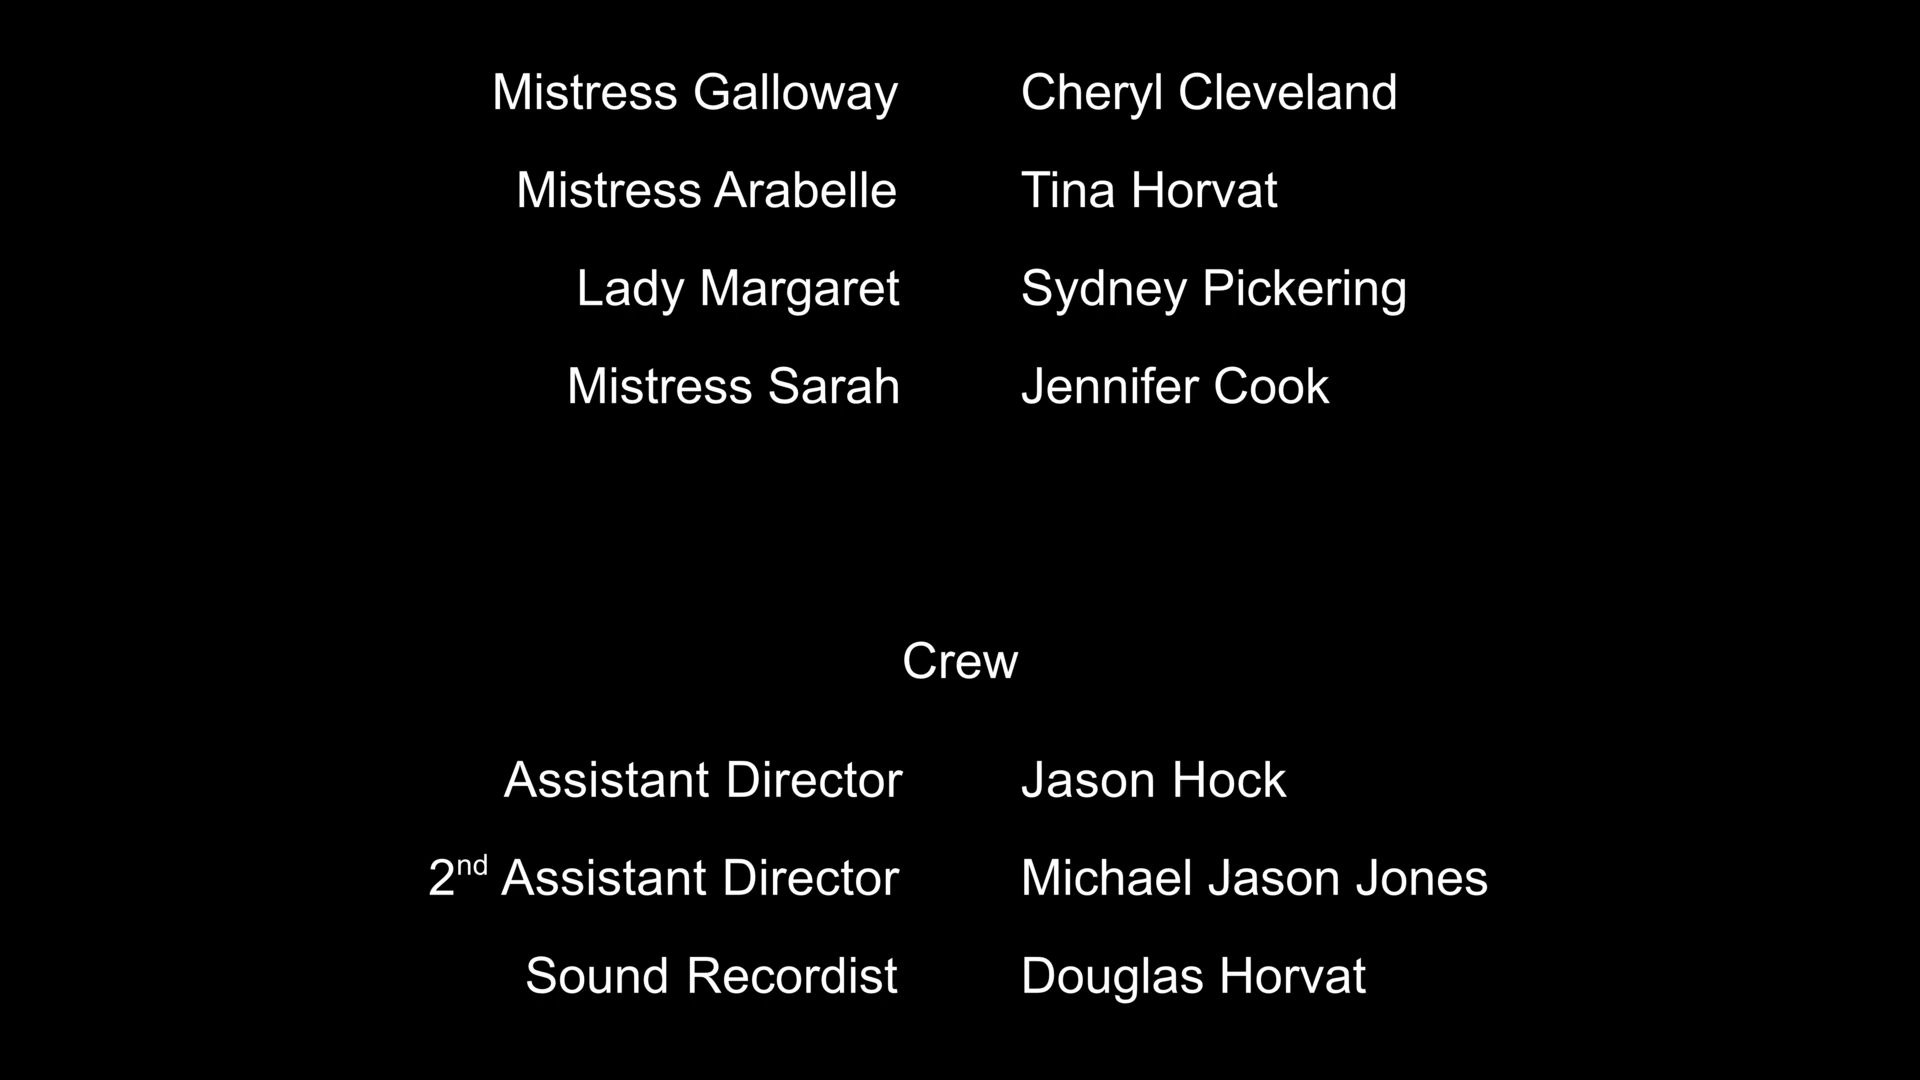 Mistress Galloway Cheryl Cleveland
Mistress Arabelle Tina Horvat
Lady Margaret Sydney Pickering
Mistress Sarah Jennifer Cook
Crew
Assistant Director Jason Hock
2nd Assistant Director Michael Jason Jones
Sound Recordist Douglas Horvat